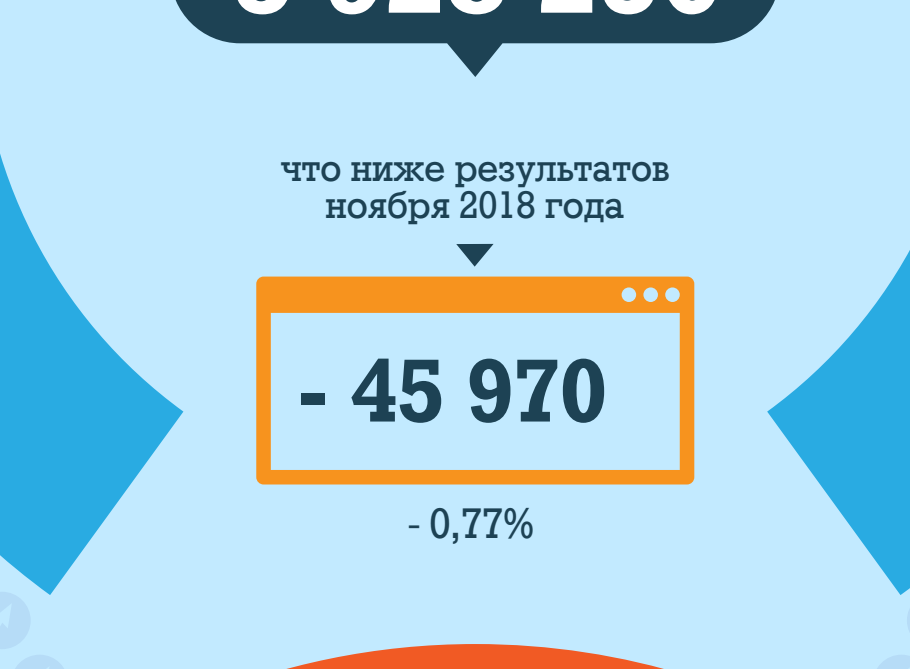 что ниже результатов
ноября 2018 года
- 45 970
- 0,77%